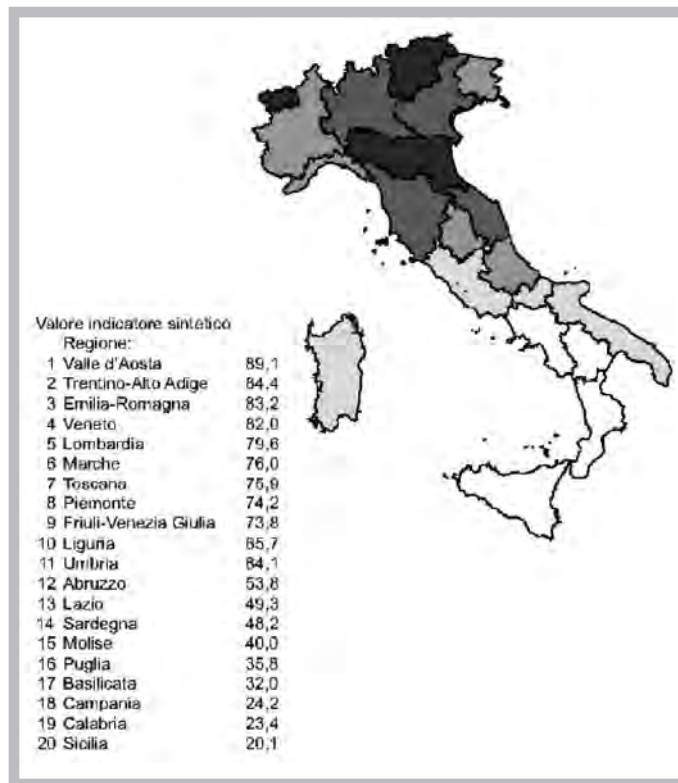 Valore indicatore sintetico
Regione:
1 Valle d'Aosta 89,1
2 Trentino-Alto Adige 84,4
3 Emilia-Romagna 83,2
4 Veneto 82,0
5 Lombardia 79,6
6 Marche 76,0
7 Toscana 75,9
8 Piemonte 74,2
9 Friuli-Venezia Giulia 73,8
10 Liguria 65,7
11 Umbria 64,1
12 Abruzzo 53,8
13 Lazio 49,3
14 Sardegna 48,2
15 Molise 40,0
16 Puglia 35,8
17 Basilicata 32,0
18 Campania 24,2
19 Calabria 23,4
20 Sicilia 20,1